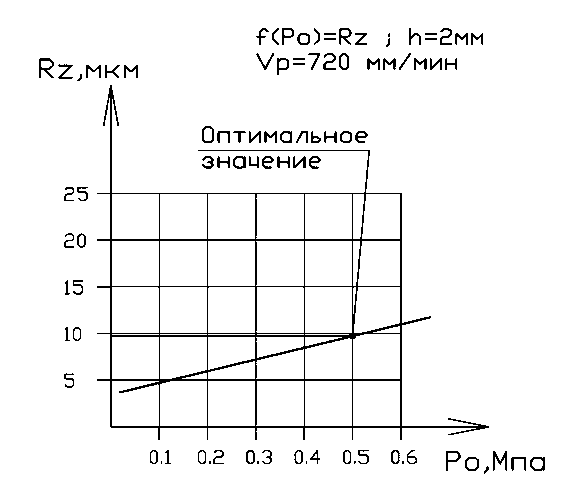 f(Po)=Rz ; h=2мм
Vp=720 мм/мин
Rz,мкм
Оптимальное
значение
25
20
15
10
5
0.1 0.2 0.3 0.4 0.5 0.6
Po,Мпа